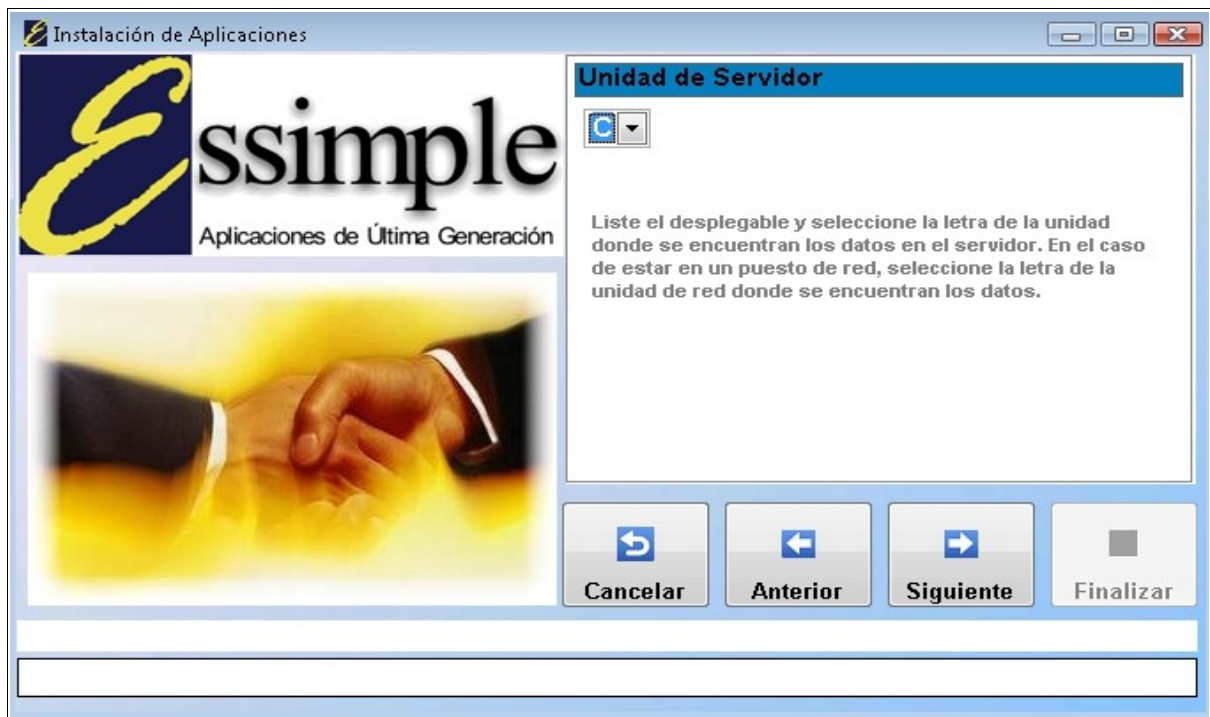 Instalación de Aplicaciones
Essimple
Aplicaciones de Última Generación
Unidad de Servidor
C
Liste el desplegable y seleccione la letra de la unidad
donde se encuentran los datos en el servidor. En el caso
de estar en un puesto de red, seleccione la letra de la
unidad de red donde se encuentran los datos.
Cancelar
Anterior
Siguiente
Finalizar